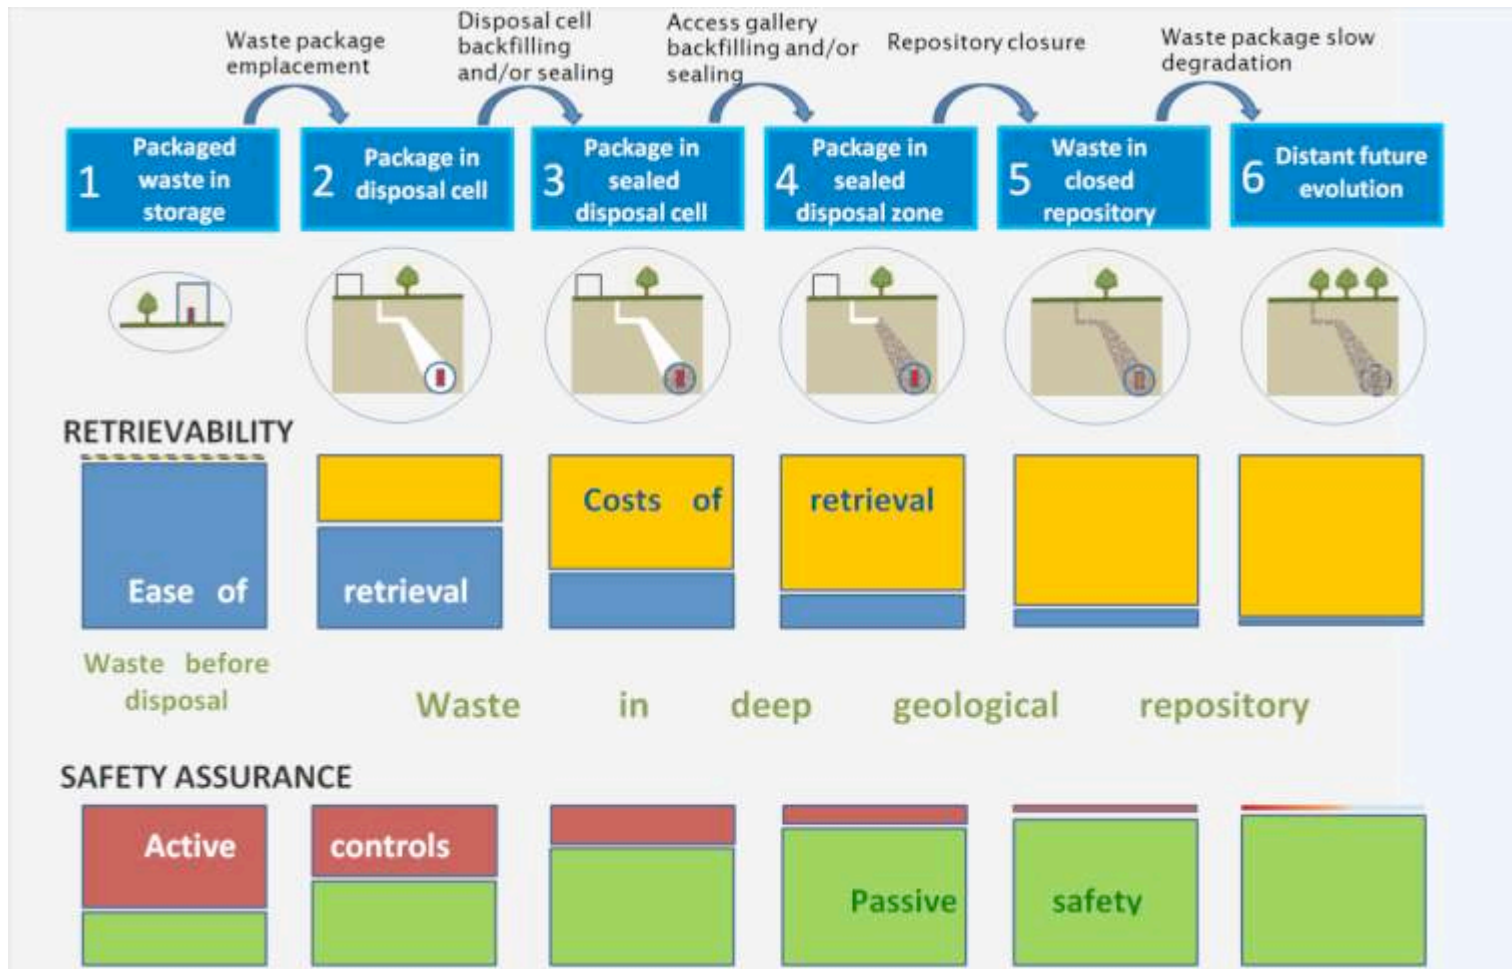 Waste package
emplacement
Disposal cell
backfilling
and/or sealing
Access gallery
backfilling and/or
sealing
Repository closure
Waste package slow
degradation
1
Packaged
waste in
storage
2
Package in
disposal cell
3
Package in
sealed
disposal cell
4
Package in
sealed
disposal zone
5
Waste in
closed
repository
6
Distant future
evolution
RETRIEVABILITY
Costs of retrieval
Ease of retrieval
Waste before
disposal
Waste in deep geological repository
SAFETY ASSURANCE
Active controls
Passive safety